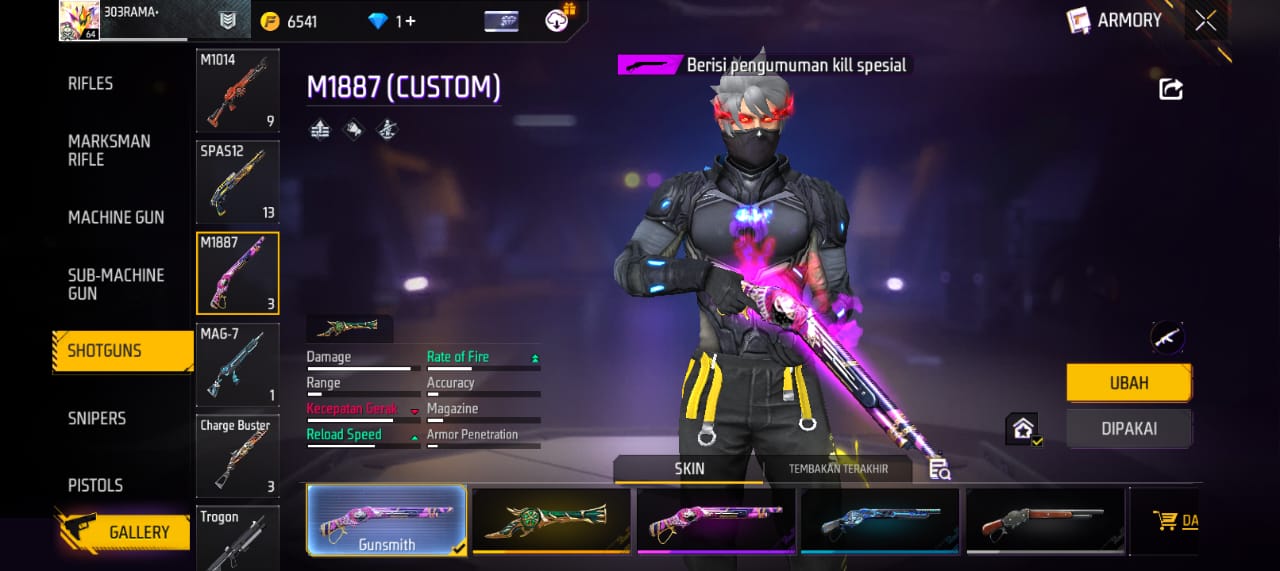 303RAMA•
64
6541
1+
ARMORY
RIFLES
MARKSMAN
RIFLE
MACHINE GUN
SUB-MACHINE
GUN
SHOTGUNS
SNIPERS
PISTOLS
GALLERY
M1014
9
SPAS12
13
M1887
3
MAG-7
1
Charge Buster
3
Trogon
M1887 (CUSTOM)
Berisi pengumuman kill spesial
Damage
Rate of Fire
Range
Accuracy
Kecepatan Gerak
Magazine
Reload Speed
Armor Penetration
UBAH
DIPAKAI
SKIN
TEMBAKAN TERAKHIR
Gunsmith
DA